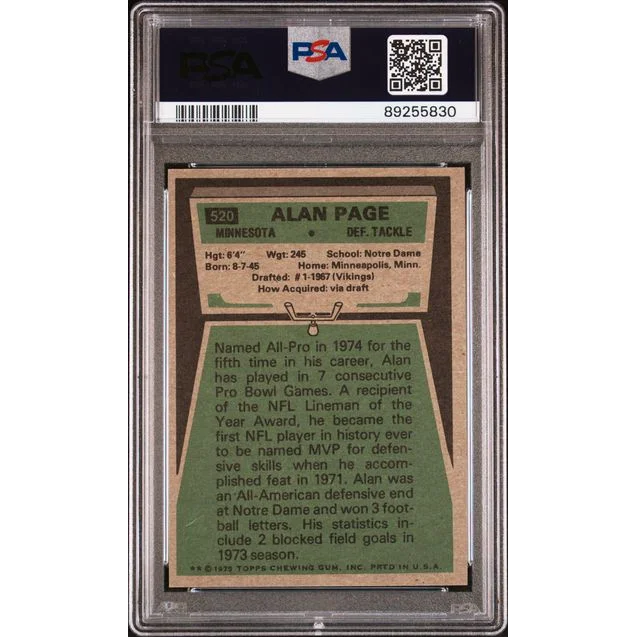 PSA
PSA
89255830
520 ALAN PAGE
MINNESOTA • DEF. TACKLE
Hgt: 6'4" Wgt: 245 School: Notre Dame
Born: 8-7-45 Home: Minneapolis, Minn.
Drafted: #1-1967 (Vikings)
How Acquired: via draft
Named All-Pro in 1974 for the
fifth time in his career, Alan
has played in 7 consecutive
Pro Bowl Games. A recipient
of the NFL Lineman of the
Year Award, he became the
first NFL player in history ever
to be named MVP for defen-
sive skills when he accom-
plished feat in 1971. Alan was
an All-American defensive end
at Notre Dame and won 3 foot-
ball letters. His statistics in-
clude 2 blocked field goals in
1973 season.
** © 1975 TOPPS CHEWING GUM, INC. PRTD IN U.S.A.
PSA